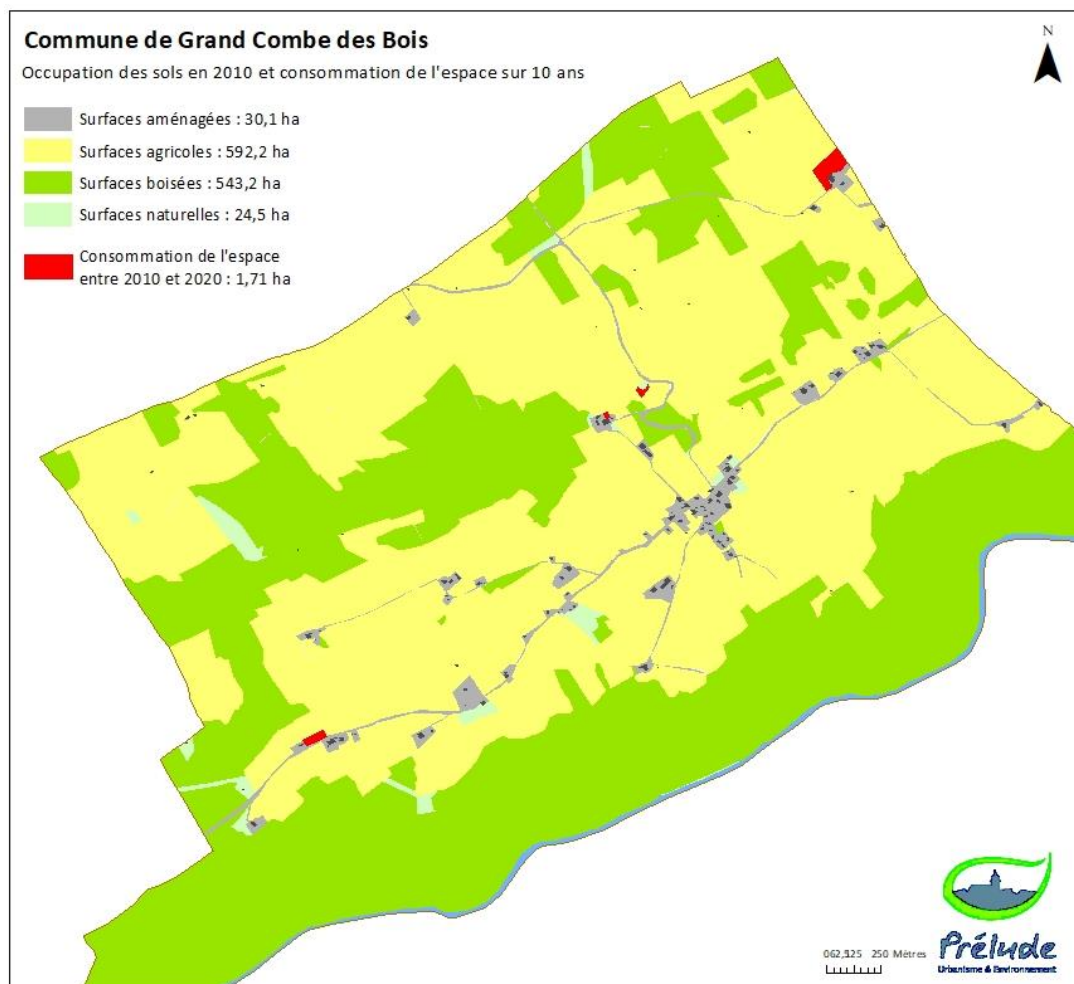 Commune de Grand Combe des Bois
Occupation des sols en 2010 et consommation de l'espace sur 10 ans
Surfaces aménagées : 30,1 ha
Surfaces agricoles : 592,2 ha
Surfaces boisées : 543,2 ha
Surfaces naturelles : 24,5 ha
Consommation de l'espace
entre 2010 et 2020 : 1,71 ha
N
250 Mètres
Prélude
Urbanisme & Environnement